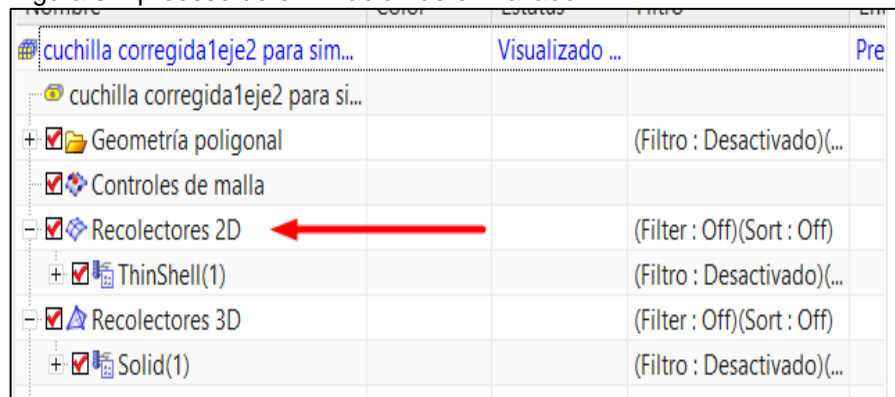 cuchilla corregida1eje2 para sim... Visualizado ... Pre
cuchilla corregida1eje2 para si...
Geometría poligonal (Filtro : Desactivado)(...
Controles de malla
Recolectores 2D (Filter : Off)(Sort : Off)
ThinShell(1) (Filtro : Desactivado)(...
Recolectores 3D (Filter : Off)(Sort : Off)
Solid(1) (Filtro : Desactivado)(...